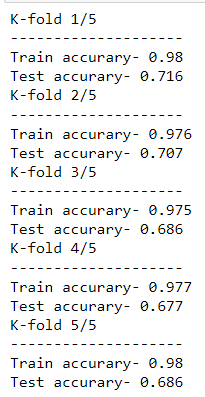 K-fold 1/5
--------------------
Train accurary- 0.98
Test accurary- 0.716
K-fold 2/5
--------------------
Train accurary- 0.976
Test accurary- 0.707
K-fold 3/5
--------------------
Train accurary- 0.975
Test accurary- 0.686
K-fold 4/5
--------------------
Train accurary- 0.977
Test accurary- 0.677
K-fold 5/5
--------------------
Train accurary- 0.98
Test accurary- 0.686